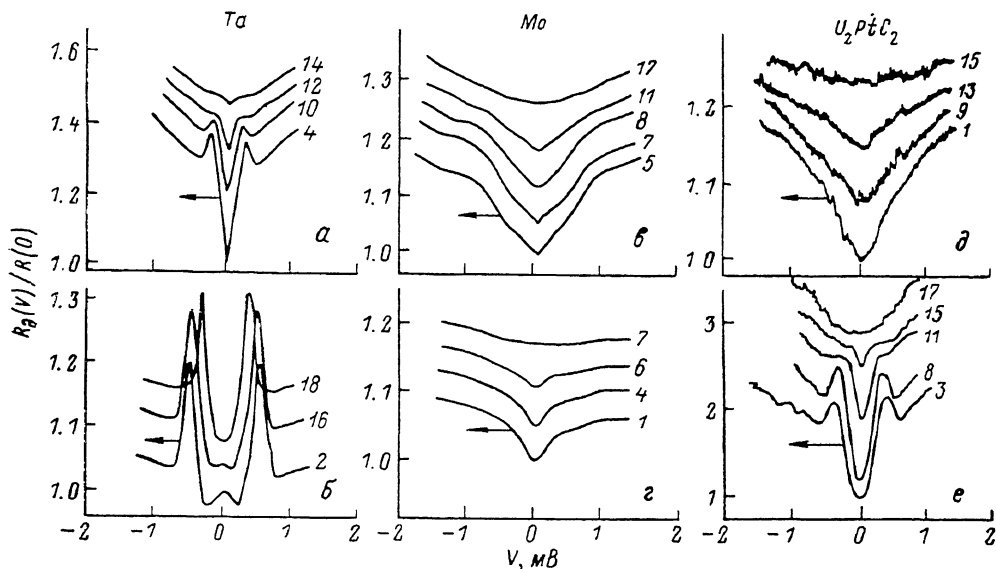 Ta Mo U₂PtC₂
1.6 1.4 1.2 1.0
14 12 10 4
а
1.3 1.2 1.1 1.0
17 11 8 7 5
в
1.2 1.1 1.0
15 13 9 1
д
R∂(V)/R(0)
1.3 1.2 1.1 1.0
18 16 2
б
1.2 1.1 1.0
7 6 4 1
г
3 2 1
17 15 11 8 3
е
-2 -1 0 1 2
-1 0 1 2
-2 -1 0 1 2
V, мВ